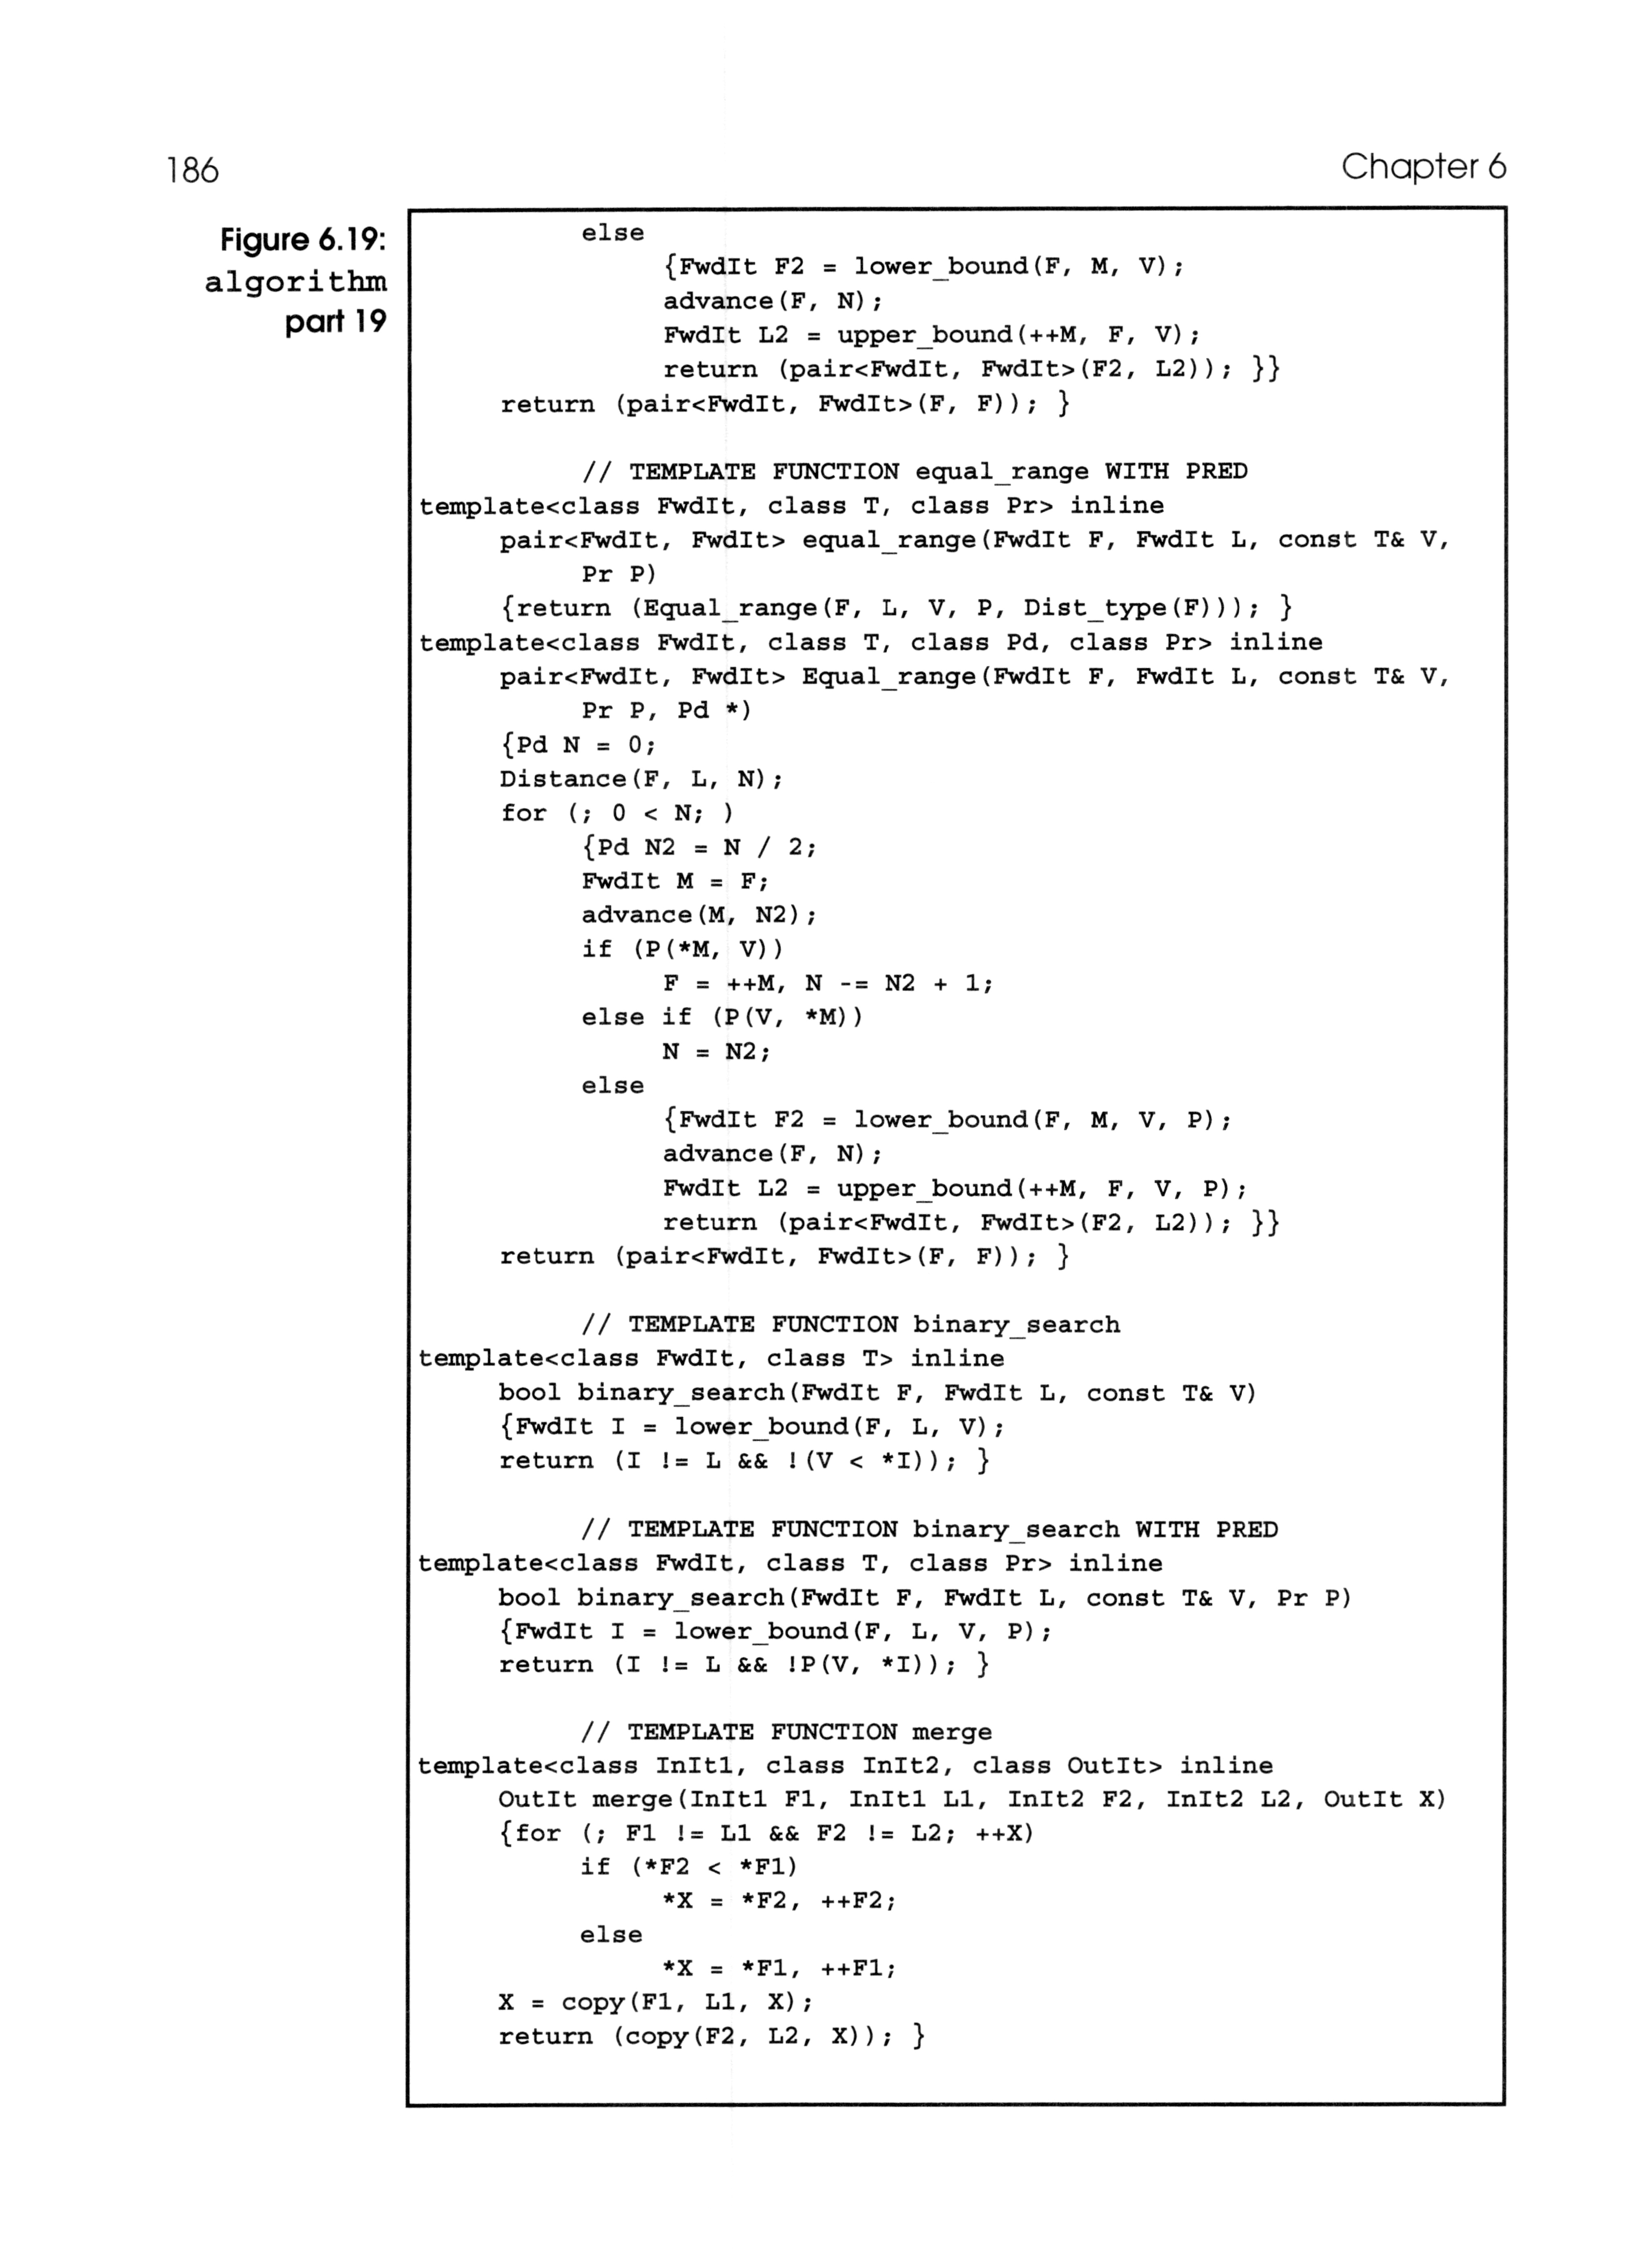 186
Chapter 6
Figure 6.19:
algorithm
part 19
else
{FwdIt F2 = lower_bound(F, M, V);
advance(F, N);
FwdIt L2 = upper_bound(++M, F, V);
return (pair<FwdIt, FwdIt>(F2, L2)); }}
return (pair<FwdIt, FwdIt>(F, F)); }
// TEMPLATE FUNCTION equal_range WITH PRED
template<class FwdIt, class T, class Pr> inline
pair<FwdIt, FwdIt> equal_range(FwdIt F, FwdIt L, const T& V,
Pr P)
{return (Equal_range(F, L, V, P, Dist_type(F))); }
template<class FwdIt, class T, class Pd, class Pr> inline
pair<FwdIt, FwdIt> Equal_range(FwdIt F, FwdIt L, const T& V,
Pr P, Pd *)
{Pd N = 0;
Distance(F, L, N);
for (; 0 < N; )
{Pd N2 = N / 2;
FwdIt M = F;
advance(M, N2);
if (P(*M, V))
F = ++M, N -= N2 + 1;
else if (P(V, *M))
N = N2;
else
{FwdIt F2 = lower_bound(F, M, V, P);
advance(F, N);
FwdIt L2 = upper_bound(++M, F, V, P);
return (pair<FwdIt, FwdIt>(F2, L2)); }}
return (pair<FwdIt, FwdIt>(F, F)); }
// TEMPLATE FUNCTION binary_search
template<class FwdIt, class T> inline
bool binary_search(FwdIt F, FwdIt L, const T& V)
{FwdIt I = lower_bound(F, L, V);
return (I != L && !(V < *I)); }
// TEMPLATE FUNCTION binary_search WITH PRED
template<class FwdIt, class T, class Pr> inline
bool binary_search(FwdIt F, FwdIt L, const T& V, Pr P)
{FwdIt I = lower_bound(F, L, V, P);
return (I != L && !P(V, *I)); }
// TEMPLATE FUNCTION merge
template<class InIt1, class InIt2, class OutIt> inline
OutIt merge(InIt1 F1, InIt1 L1, InIt2 F2, InIt2 L2, OutIt X)
{for (; F1 != L1 && F2 != L2; ++X)
if (*F2 < *F1)
*X = *F2, ++F2;
else
*X = *F1, ++F1;
X = copy(F1, L1, X);
return (copy(F2, L2, X)); }